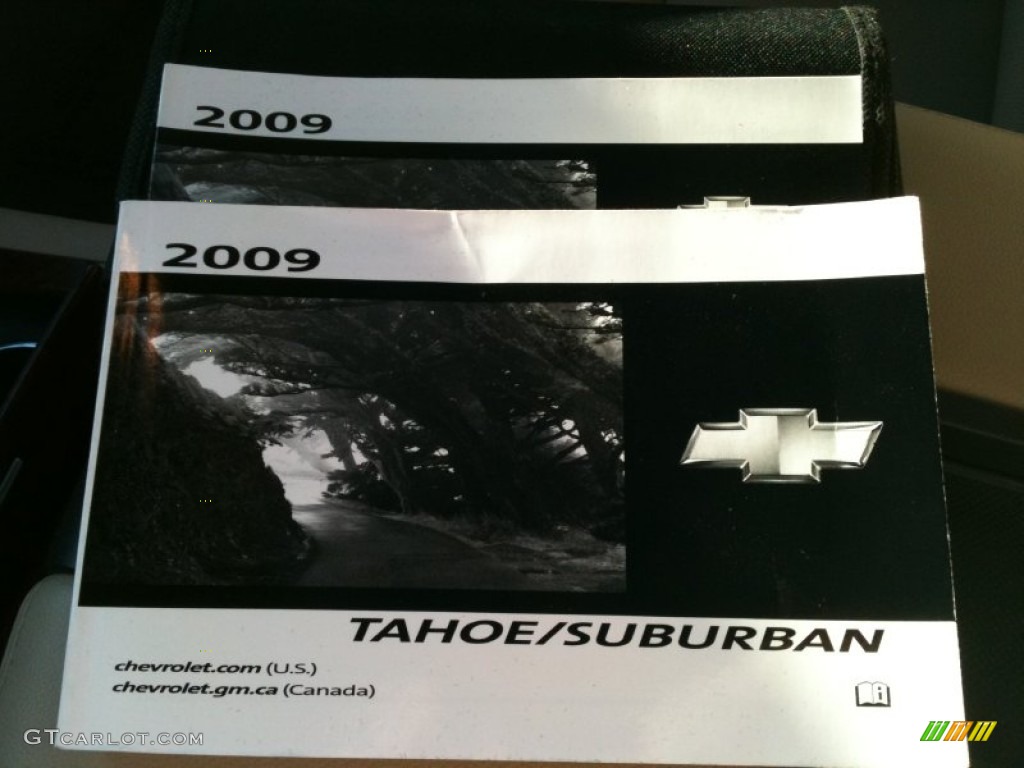 2009
2009
TAHOE/SUBURBAN
chevrolet.com (U.S.)
chevrolet.gm.ca (Canada)
GTCARLOT.COM